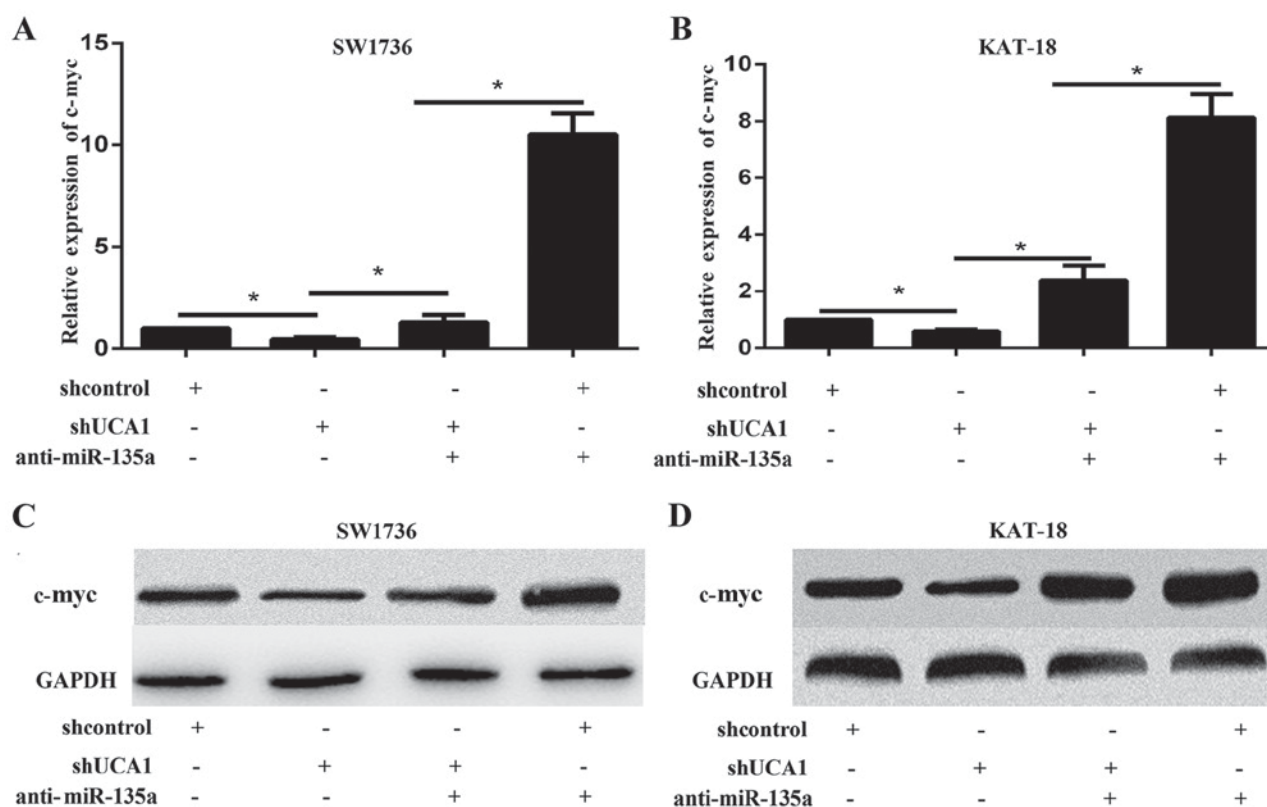 A
SW1736
Relative expression of c-myc
15
10
5
0
*
*
*
shcontrol + - - +
shUCA1 - + + -
anti-miR-135a - - + +
B
KAT-18
Relative expression of c-myc
10
8
6
4
2
0
*
*
*
shcontrol + - - +
shUCA1 - + + -
anti-miR-135a - - + +
C
SW1736
c-myc
GAPDH
shcontrol + - - +
shUCA1 - + + -
anti-miR-135a - - + +
D
KAT-18
c-myc
GAPDH
shcontrol + - - +
shUCA1 - + + -
anti-miR-135a - - + +